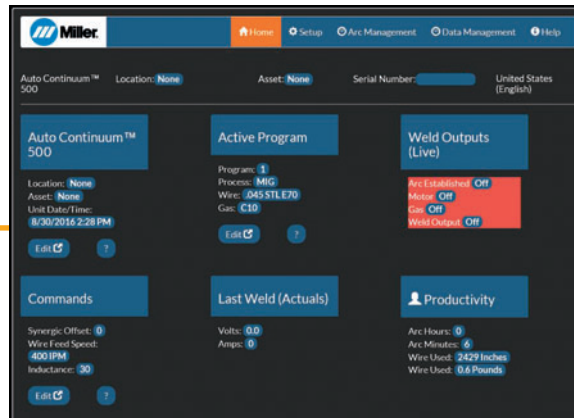 Miller.
Home Setup Arc Management Data Management Help
Auto Continuum™ 500 Location: None Asset: None Serial Number: United States (English)
Auto Continuum™ 500
Location: None
Asset: None
Unit Date/Time:
8/30/2016 2:28 PM
Edit ?
Active Program
Program: 1
Process: MIG
Wire: .045 STL E70
Gas: C10
Edit ?
Weld Outputs (Live)
Arc Established Off
Motor Off
Gas Off
Weld Output Off
Commands
Synergic Offset: 0
Wire Feed Speed:
400 IPM
Inductance: 30
Edit ?
Last Weld (Actuals)
Volts: 0.0
Amps: 0
Productivity
Arc Hours: 0
Arc Minutes: 6
Wire Used: 2429 Inches
Wire Used: 0.6 Pounds